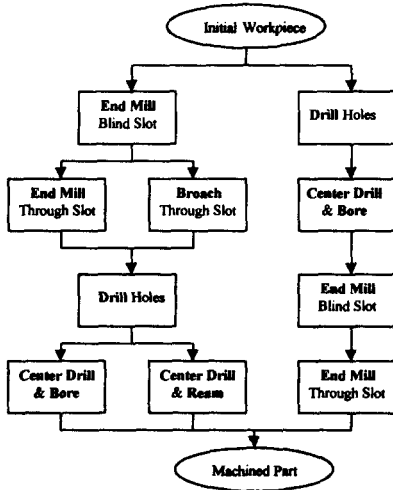 Initial Workpiece
End Mill
Blind Slot
Drill Holes
End Mill
Through Slot
Broach
Through Slot
Center Drill
& Bore
Drill Holes
End Mill
Blind Slot
Center Drill
& Bore
Center Drill
& Ream
End Mill
Through Slot
Machined Part